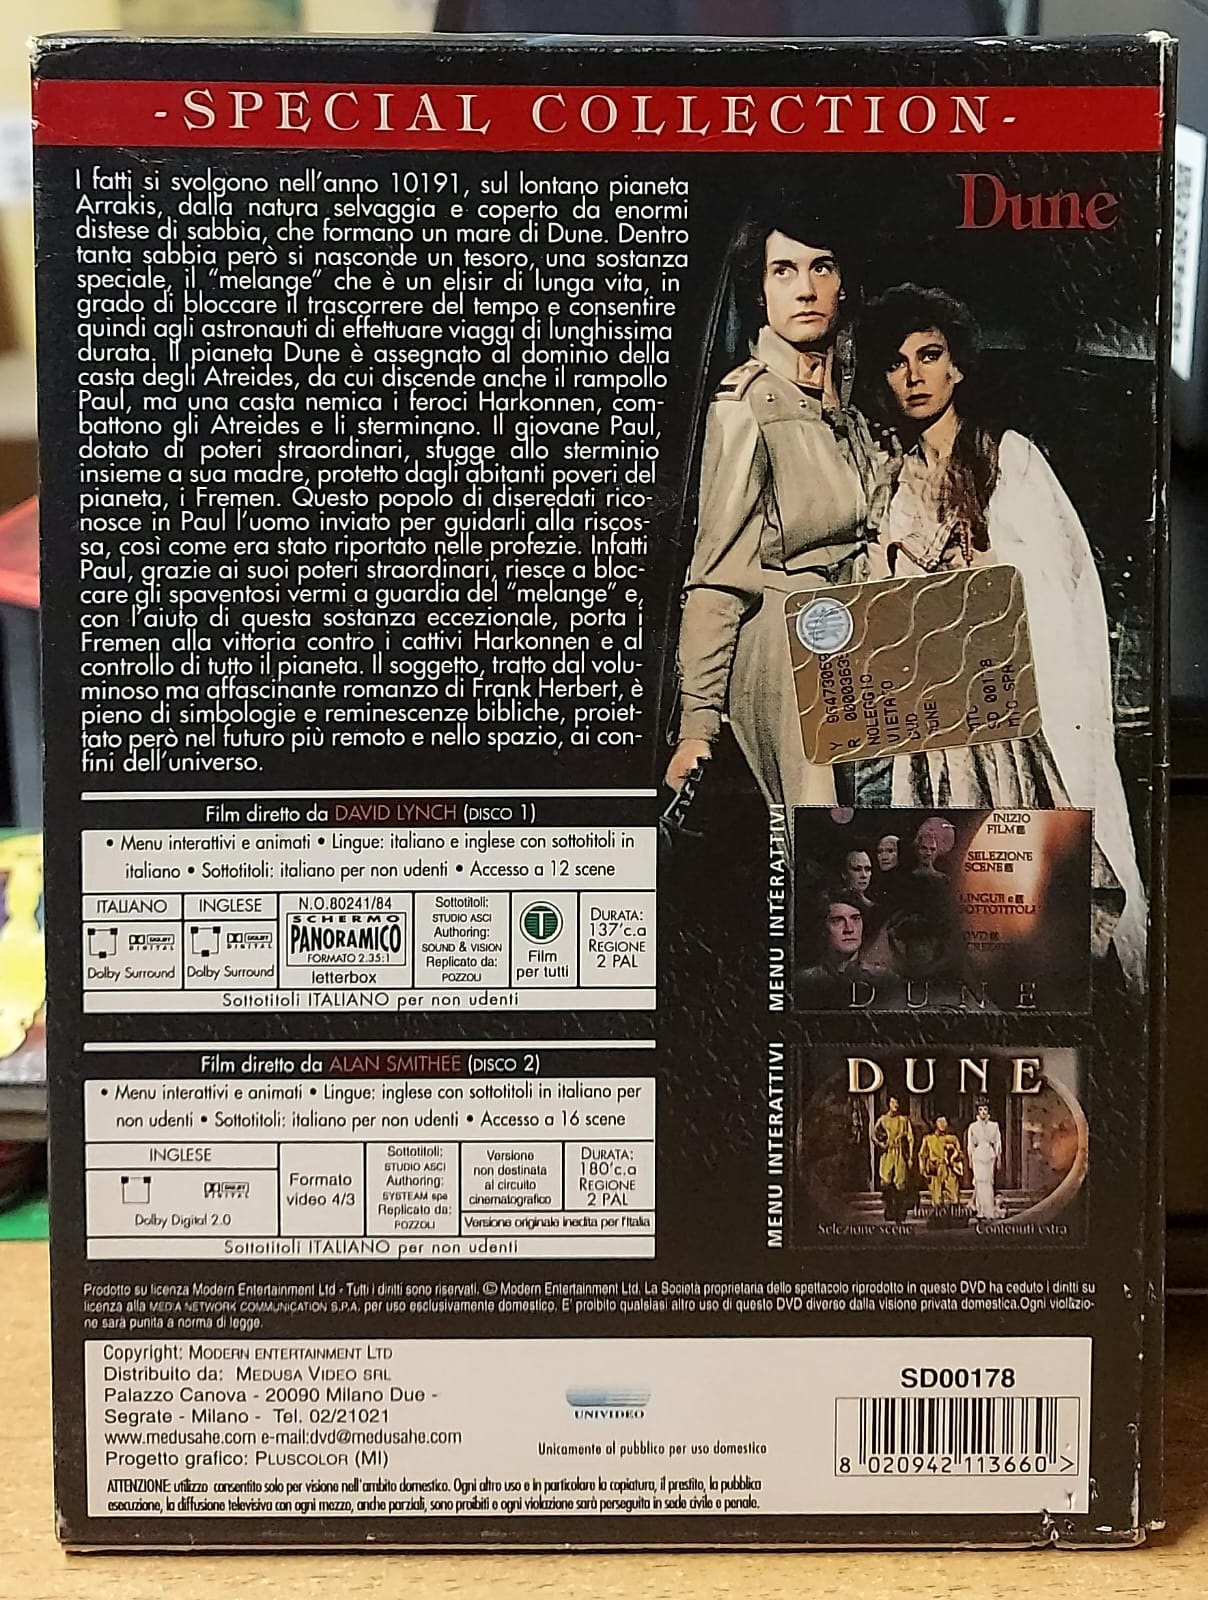 -SPECIAL COLLECTION-
Dune
I fatti si svolgono nell'anno 10191, sul lontano pianeta
Arrakis, dalla natura selvaggia e coperto da enormi
distese di sabbia, che formano un mare di Dune. Dentro
tanta sabbia però si nasconde un tesoro, una sostanza
speciale, il "melange" che è un elisir di lunga vita, in
grado di bloccare il trascorrere del tempo e consentire
quindi agli astronauti di effettuare viaggi di lunghissima
durata. Il pianeta Dune è assegnato al dominio della
casta degli Atreides, da cui discende anche il rampollo
Paul, ma una casta nemica i feroci Harkonnen, com-
battono gli Atreides e li sterminano. Il giovane Paul,
dotato di poteri straordinari, sfugge allo sterminio
insieme a sua madre, protetto dagli abitanti poveri del
pianeta, i Fremen. Questo popolo di diseredati rico-
nosce in Paul l'uomo inviato per guidarli alla riscos-
sa, così come era stato riportato nelle profezie. Infatti
Paul, grazie ai suoi poteri straordinari, riesce a bloc-
care gli spaventosi vermi a guardia del "melange" e,
con l'aiuto di questa sostanza eccezionale, porta i
Fremen alla vittoria contro i cattivi Harkonnen e al
controllo di tutto il pianeta. Il soggetto, tratto dal volu-
minoso ma affascinante romanzo di Frank Herbert, è
pieno di simbologie e reminescenze bibliche, proiet-
tato però nel futuro più remoto e nello spazio, ai con-
fini dell'universo.
NOLEGGIO
VIETATO
DVD
DUNE
Film diretto da DAVID LYNCH (DISCO 1)
• Menu interattivi e animati • Lingue: italiano e inglese con sottotitoli in
italiano • Sottotitoli: italiano per non udenti • Accesso a 12 scene
ITALIANO
DOLBY DIGITAL
Dolby Surround
INGLESE
DOLBY DIGITAL
Dolby Surround
N.O.80241/84
SCHERMO
PANORAMICO
FORMATO 2.35:1
letterbox
Sottotitoli:
STUDIO ASCI
Authoring:
SOUND & VISION
Replicato da:
POZZOLI
T
Film
per tutti
DURATA:
137'c.a
REGIONE
2 PAL
Sottotitoli ITALIANO per non udenti
MENU INTERATTIVI
INIZIO
FILM
SELEZIONE
SCENE
LINGUE e
SOTTOTITOLI
DUNE
Film diretto da ALAN SMITHEE (DISCO 2)
• Menu interattivi e animati • Lingue: inglese con sottotitoli in italiano per
non udenti • Sottotitoli: italiano per non udenti • Accesso a 16 scene
INGLESE
DOLBY DIGITAL
Dolby Digital 2.0
Formato
video 4/3
Sottotitoli:
STUDIO ASCI
Authoring:
SYSTEAM spa
Replicato da:
POZZOLI
Versione
non destinata
al circuito
cinematografico
DURATA:
180'c.a
REGIONE
2 PAL
Versione originale inedita per l'Italia
Sottotitoli ITALIANO per non udenti
MENU INTERATTIVI
DUNE
Inizio film
Selezione scene
Contenuti extra
Prodotto su licenza Modern Entertainment Ltd - Tutti i diritti sono riservati. © Modern Entertainment Ltd. La Società proprietaria dello spettacolo riprodotto in questo DVD ha ceduto i diritti su
licenza alla MEDIA NETWORK COMMUNICATION S.P.A. per uso esclusivamente domestico. E' proibito qualsiasi altro uso di questo DVD diverso dalla visione privata domestica.Ogni violazio-
ne sarà punita a norma di legge.
Copyright: MODERN ENTERTAINMENT LTD
Distribuito da: MEDUSA VIDEO SRL
Palazzo Canova - 20090 Milano Due -
Segrate - Milano - Tel. 02/21021
www.medusahe.com e-mail:dvd@medusahe.com
Progetto grafico: PLUSCOLOR (MI)
UNIVIDEO
Unicamente al pubblico per uso domestico
SD00178
8 020942 113660 >
ATTENZIONE: utilizzo consentito solo per visione nell'ambito domestico. Ogni altro uso e in particolare la copiatura, il prestito, la pubblica
esecuzione, la diffusione televisiva con ogni mezzo, anche parziali, sono proibiti e ogni violazione sarà perseguita in sede civile e penale.